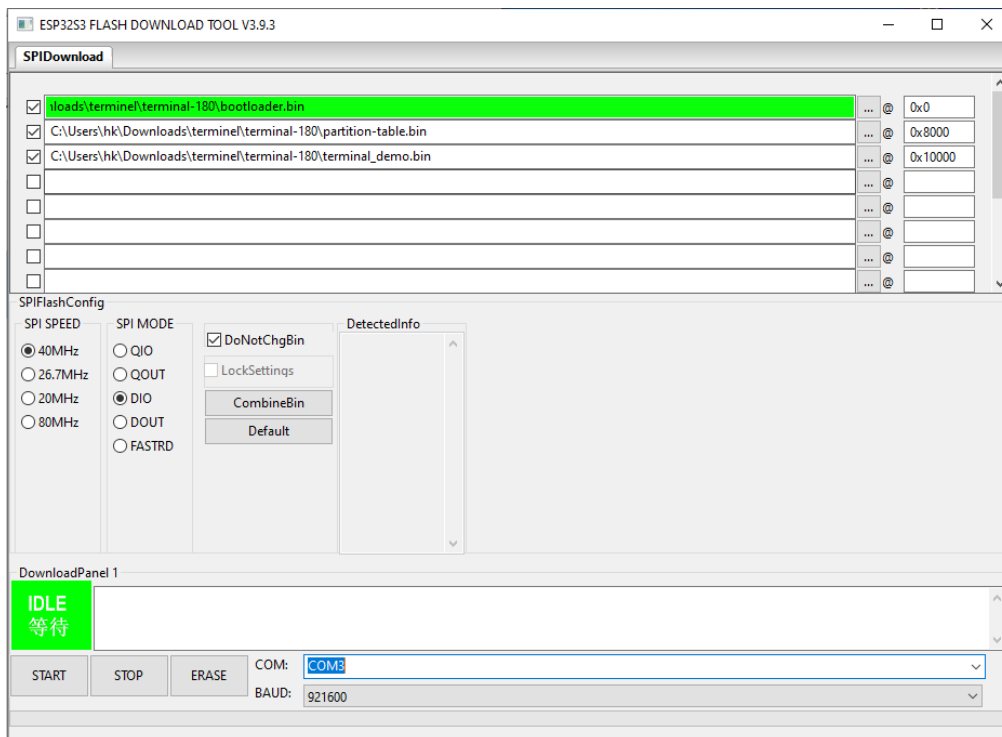 ESP32S3 FLASH DOWNLOAD TOOL V3.9.3
SPIDownload
\terminel\terminal-180\bootloader.bin ... @ 0x0
C:\Users\hk\Downloads\terminel\terminal-180\partition-table.bin ... @ 0x8000
C:\Users\hk\Downloads\terminel\terminal-180\terminal_demo.bin ... @ 0x10000
... @
... @
... @
... @
... @
SPIFlashConfig
SPI SPEED
40MHz
26.7MHz
20MHz
80MHz
SPI MODE
QIO
QOUT
DIO
DOUT
FASTRD
DoNotChgBin
LockSettings
CombineBin
Default
DetectedInfo
DownloadPanel 1
IDLE
等待
START STOP ERASE
COM: COM3
BAUD: 921600